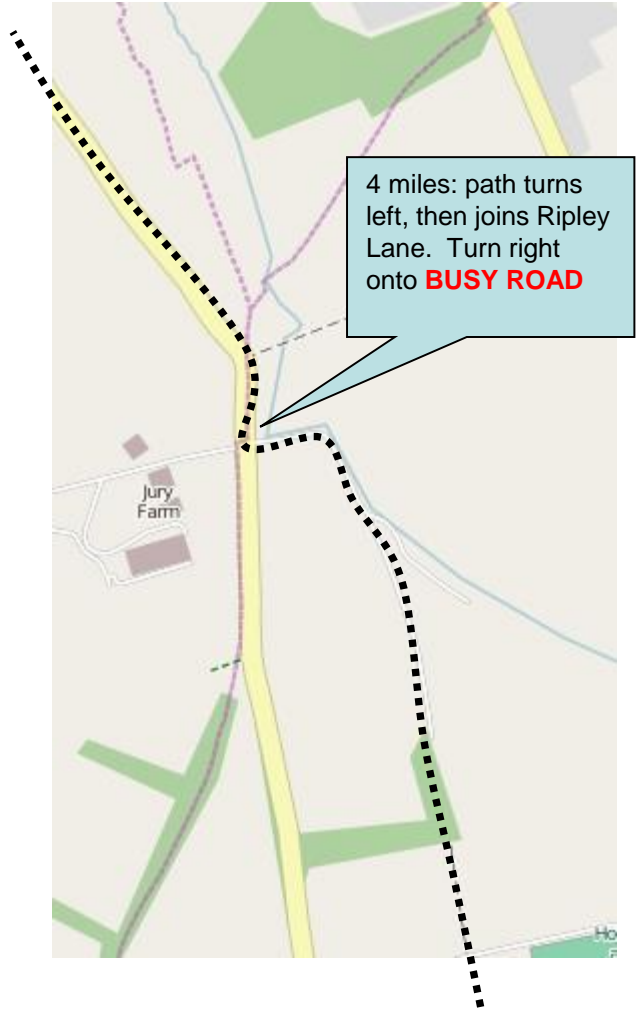 4 miles: path turns
left, then joins Ripley
Lane. Turn right
onto BUSY ROAD
Jury
Farm